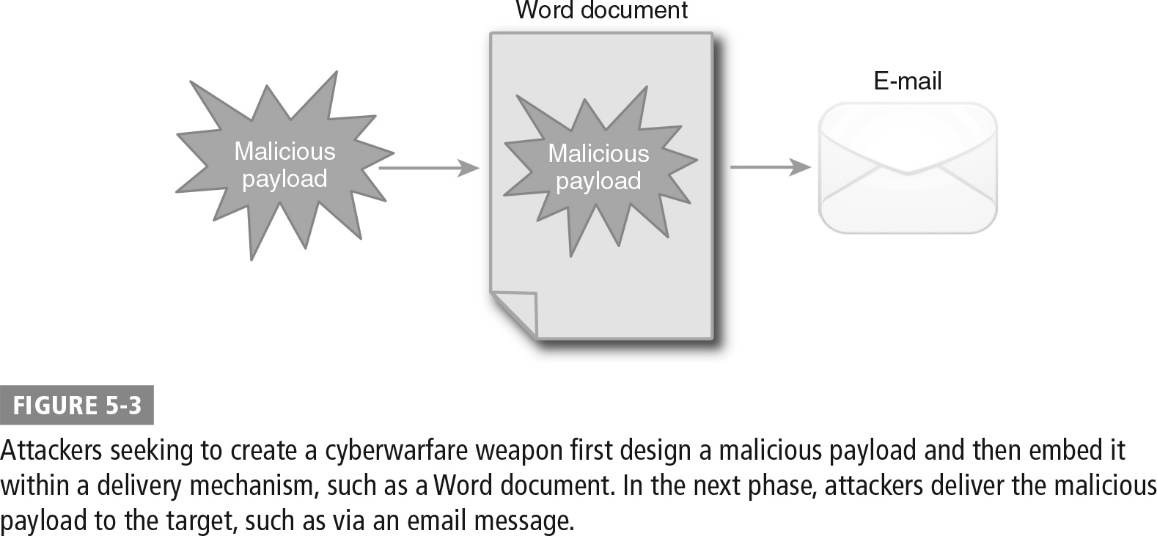 Word document
E-mail
Malicious
payload
Malicious
payload
FIGURE 5-3
Attackers seeking to create a cyberwarfare weapon first design a malicious payload and then embed it
within a delivery mechanism, such as a Word document. In the next phase, attackers deliver the malicious
payload to the target, such as via an email message.